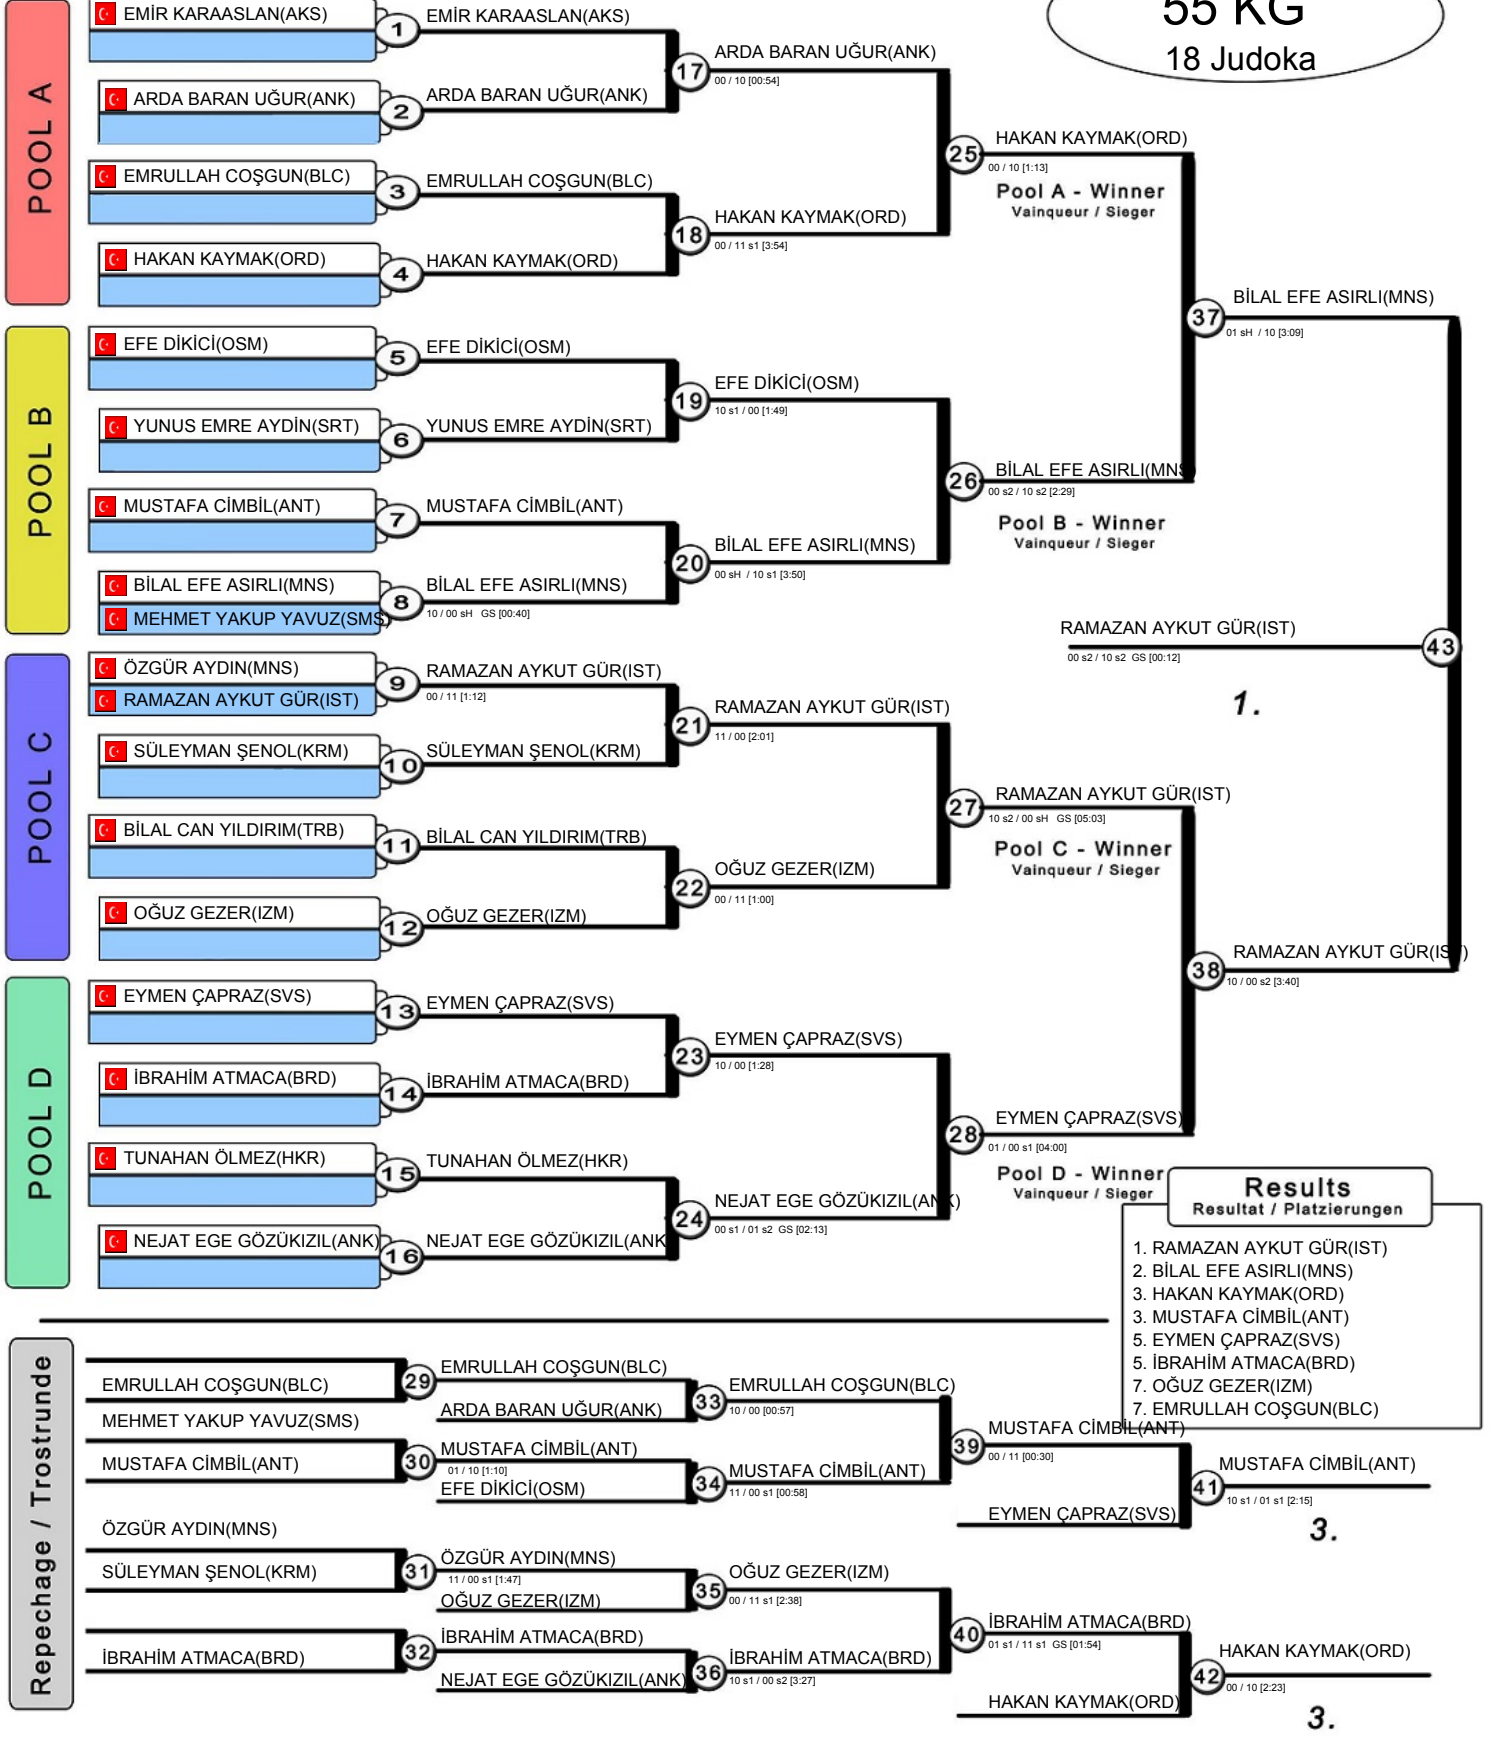 55 KG
18 Judoka
POOL A
EMİR KARAASLAN(AKS)
1
EMİR KARAASLAN(AKS)
ARDA BARAN UĞUR(ANK)
2
ARDA BARAN UĞUR(ANK)
17
ARDA BARAN UĞUR(ANK)
00 / 10 [00:54]
EMRULLAH COŞGUN(BLC)
3
EMRULLAH COŞGUN(BLC)
HAKAN KAYMAK(ORD)
4
HAKAN KAYMAK(ORD)
18
HAKAN KAYMAK(ORD)
00 / 11 s1 [3:54]
25
HAKAN KAYMAK(ORD)
00 / 10 [1:13]
Pool A - Winner
Vainqueur / Sieger
POOL B
EFE DİKİCİ(OSM)
5
EFE DİKİCİ(OSM)
YUNUS EMRE AYDİN(SRT)
6
YUNUS EMRE AYDİN(SRT)
19
EFE DİKİCİ(OSM)
10 s1 / 00 [1:49]
MUSTAFA CİMBİL(ANT)
7
MUSTAFA CİMBİL(ANT)
BİLAL EFE ASIRLI(MNS)
MEHMET YAKUP YAVUZ(SMS)
8
BİLAL EFE ASIRLI(MNS)
10 / 00 sH GS [00:40]
20
BİLAL EFE ASIRLI(MNS)
00 sH / 10 s1 [3:50]
26
BİLAL EFE ASIRLI(MNS)
00 s2 / 10 s2 [2:29]
Pool B - Winner
Vainqueur / Sieger
37
BİLAL EFE ASIRLI(MNS)
01 sH / 10 [3:09]
RAMAZAN AYKUT GÜR(IST)
43
00 s2 / 10 s2 GS [00:12]
1.
POOL C
ÖZGÜR AYDIN(MNS)
RAMAZAN AYKUT GÜR(IST)
9
RAMAZAN AYKUT GÜR(IST)
00 / 11 [1:12]
SÜLEYMAN ŞENOL(KRM)
10
SÜLEYMAN ŞENOL(KRM)
21
RAMAZAN AYKUT GÜR(IST)
11 / 00 [2:01]
BİLAL CAN YILDIRIM(TRB)
11
BİLAL CAN YILDIRIM(TRB)
OĞUZ GEZER(IZM)
12
OĞUZ GEZER(IZM)
22
OĞUZ GEZER(IZM)
00 / 11 [1:00]
27
RAMAZAN AYKUT GÜR(IST)
10 s2 / 00 sH GS [05:03]
Pool C - Winner
Vainqueur / Sieger
38
RAMAZAN AYKUT GÜR(IST)
10 / 00 s2 [3:40]
POOL D
EYMEN ÇAPRAZ(SVS)
13
EYMEN ÇAPRAZ(SVS)
İBRAHİM ATMACA(BRD)
14
İBRAHİM ATMACA(BRD)
23
EYMEN ÇAPRAZ(SVS)
10 / 00 [1:28]
TUNAHAN ÖLMEZ(HKR)
15
TUNAHAN ÖLMEZ(HKR)
NEJAT EGE GÖZÜKIZIL(ANK)
16
NEJAT EGE GÖZÜKIZIL(ANK
24
NEJAT EGE GÖZÜKIZIL(ANK)
00 s1 / 01 s2 GS [02:13]
28
EYMEN ÇAPRAZ(SVS)
01 / 00 s1 [04:00]
Pool D - Winner
Vainqueur / Sieger
Results
Resultat / Platzierungen
1. RAMAZAN AYKUT GÜR(IST)
2. BİLAL EFE ASIRLI(MNS)
3. HAKAN KAYMAK(ORD)
3. MUSTAFA CİMBİL(ANT)
5. EYMEN ÇAPRAZ(SVS)
5. İBRAHİM ATMACA(BRD)
7. OĞUZ GEZER(IZM)
7. EMRULLAH COŞGUN(BLC)
Repechage / Trostrunde
EMRULLAH COŞGUN(BLC)
29
EMRULLAH COŞGUN(BLC)
ARDA BARAN UĞUR(ANK)
33
EMRULLAH COŞGUN(BLC)
10 / 00 [00:57]
MEHMET YAKUP YAVUZ(SMS)
MUSTAFA CİMBİL(ANT)
30
MUSTAFA CİMBİL(ANT)
01 / 10 [1:10]
EFE DİKİCİ(OSM)
34
MUSTAFA CİMBİL(ANT)
11 / 00 s1 [00:58]
39
MUSTAFA CİMBİL(ANT)
00 / 11 [00:30]
EYMEN ÇAPRAZ(SVS)
41
MUSTAFA CİMBİL(ANT)
10 s1 / 01 s1 [2:15]
3.
ÖZGÜR AYDIN(MNS)
SÜLEYMAN ŞENOL(KRM)
31
ÖZGÜR AYDIN(MNS)
11 / 00 s1 [1:47]
OĞUZ GEZER(IZM)
35
OĞUZ GEZER(IZM)
00 / 11 s1 [2:38]
İBRAHİM ATMACA(BRD)
32
İBRAHİM ATMACA(BRD)
NEJAT EGE GÖZÜKIZIL(ANK)
36
İBRAHİM ATMACA(BRD)
10 s1 / 00 s2 [3:27]
40
İBRAHİM ATMACA(BRD)
01 s1 / 11 s1 GS [01:54]
HAKAN KAYMAK(ORD)
42
HAKAN KAYMAK(ORD)
00 / 10 [2:23]
3.